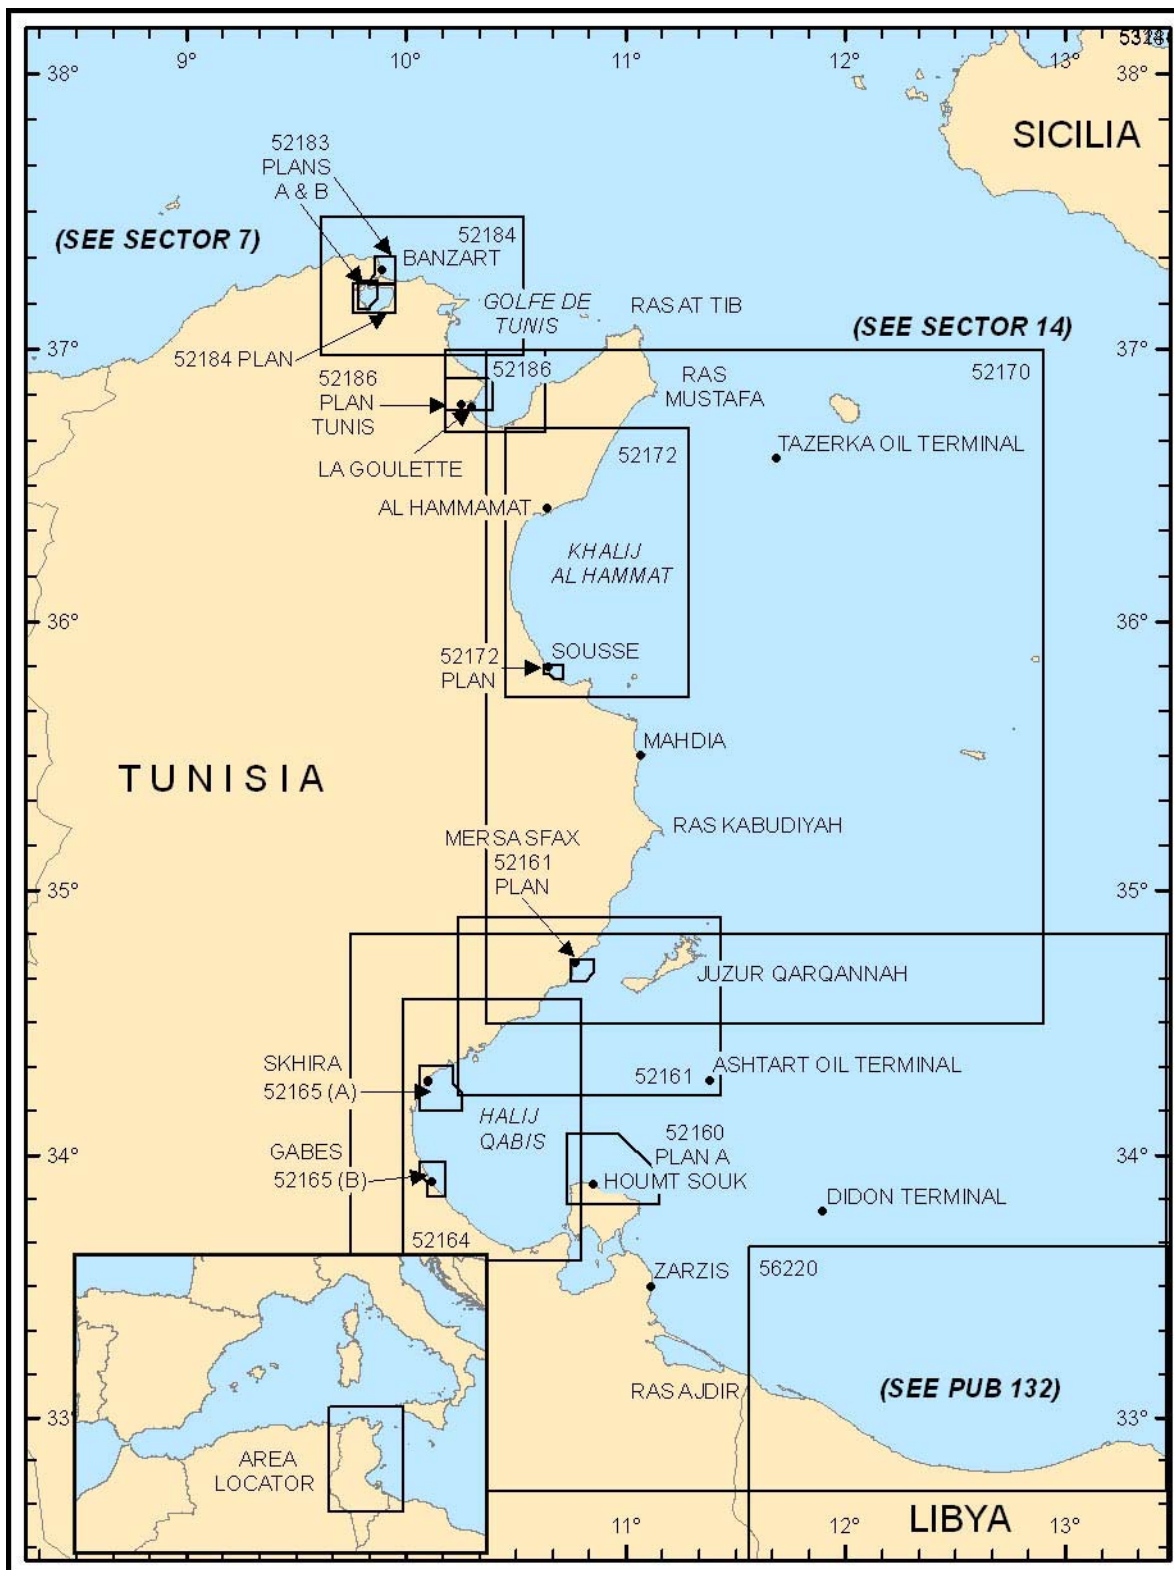 9°
10°
11°
12°
13°
38°
38°
SICILIA
52183
PLANS
A & B
(SEE SECTOR 7)
52184
BANZART
GOLFE DE
TUNIS
RAS AT TIB
(SEE SECTOR 14)
37°
37°
52184 PLAN
52186
52170
52186
PLAN
TUNIS
RAS
MUSTAFA
LA GOULETTE
52172
TAZERKA OIL TERMINAL
AL HAMMAMAT
KHALIJ
AL HAMMAT
36°
36°
52172
PLAN
SOUSSE
MAHDIA
TUNISIA
RAS KABUDIYAH
MERSA SFAX
52161
PLAN
35°
35°
JUZUR QARQANNAH
SKHIRA
52165 (A)
52161
ASHTART OIL TERMINAL
HALIJ
QABIS
GABES
52165 (B)
52160
PLAN A
HOUMT SOUK
34°
34°
DIDON TERMINAL
52164
56220
ZARZIS
RAS AJDIR
(SEE PUB 132)
33°
33°
AREA
LOCATOR
LIBYA
11°
12°
13°